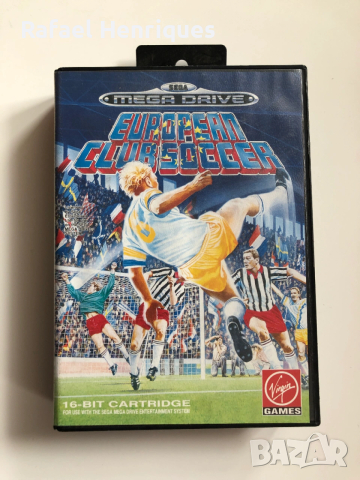 Rafael Henriques
SEGA
MEGA DRIVE
EUROPEAN
CLUB SOCCER
16-BIT CARTRIDGE
FOR USE WITH THE SEGA MEGA DRIVE ENTERTAINMENT SYSTEM
Virgin
GAMES
BAZAR
bg